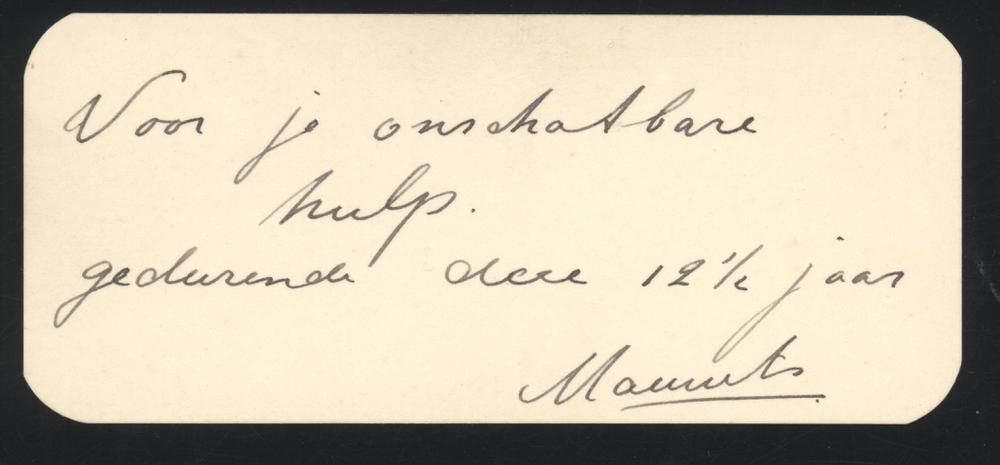 Voor je onschatbare
hulp.
gedurende deze 12½ jaar
Maurits